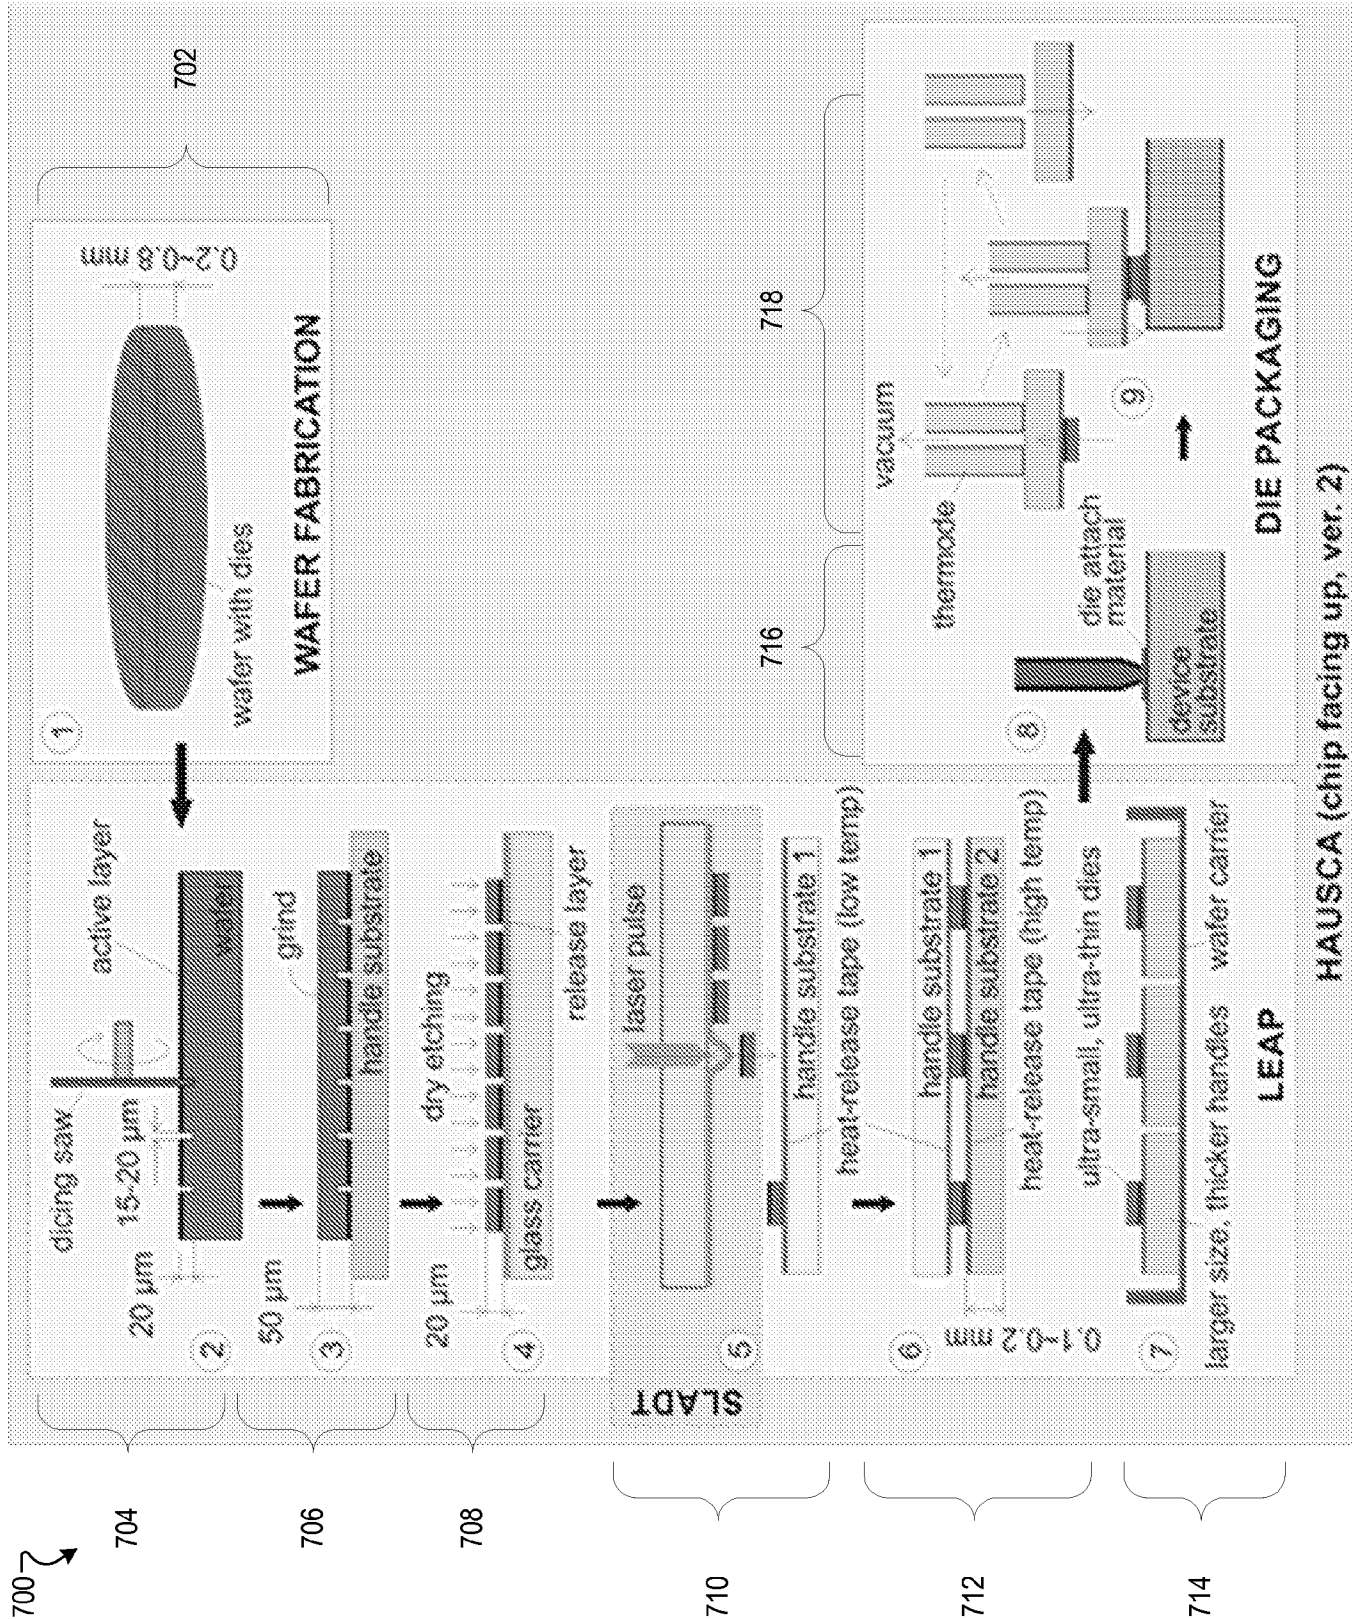 700
702
1
0.2~0.8 mm
wafer with dies
WAFER FABRICATION
704
dicing saw
active layer
15-20 µm
20 µm
wafer
2
706
50 µm
grind
handle substrate
3
708
20 µm
dry etching
glass carrier
release layer
4
710
SLADT
laser pulse
5
handle substrate 1
heat-release tape (low temp)
712
6
handle substrate 1
handle substrate 2
0.1~0.2 mm
heat-release tape (high temp)
714
ultra-small, ultra-thin dies
7
larger size, thicker handles
wafer carrier
LEAP
716
8
die attach
material
device
substrate
718
vacuum
thermode
9
DIE PACKAGING
HAUSCA (chip facing up, ver. 2)